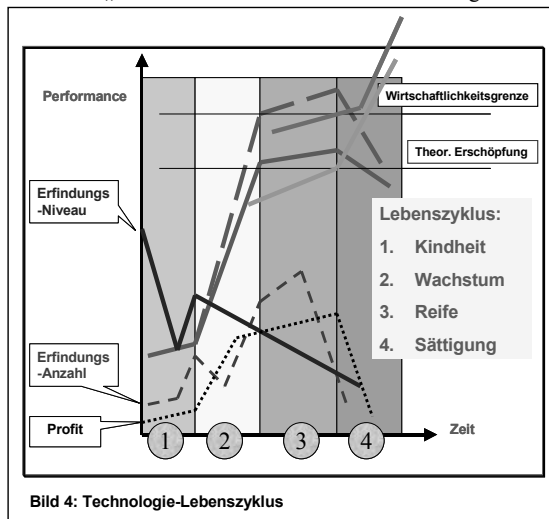 Performance
Wirtschaftlichkeitsgrenze
Theor. Erschöpfung
Erfindungs
-Niveau
Lebenszyklus:
1. Kindheit
2. Wachstum
3. Reife
4. Sättigung
Erfindungs
-Anzahl
Profit
Zeit
1 2 3 4
Bild 4: Technologie-Lebenszyklus